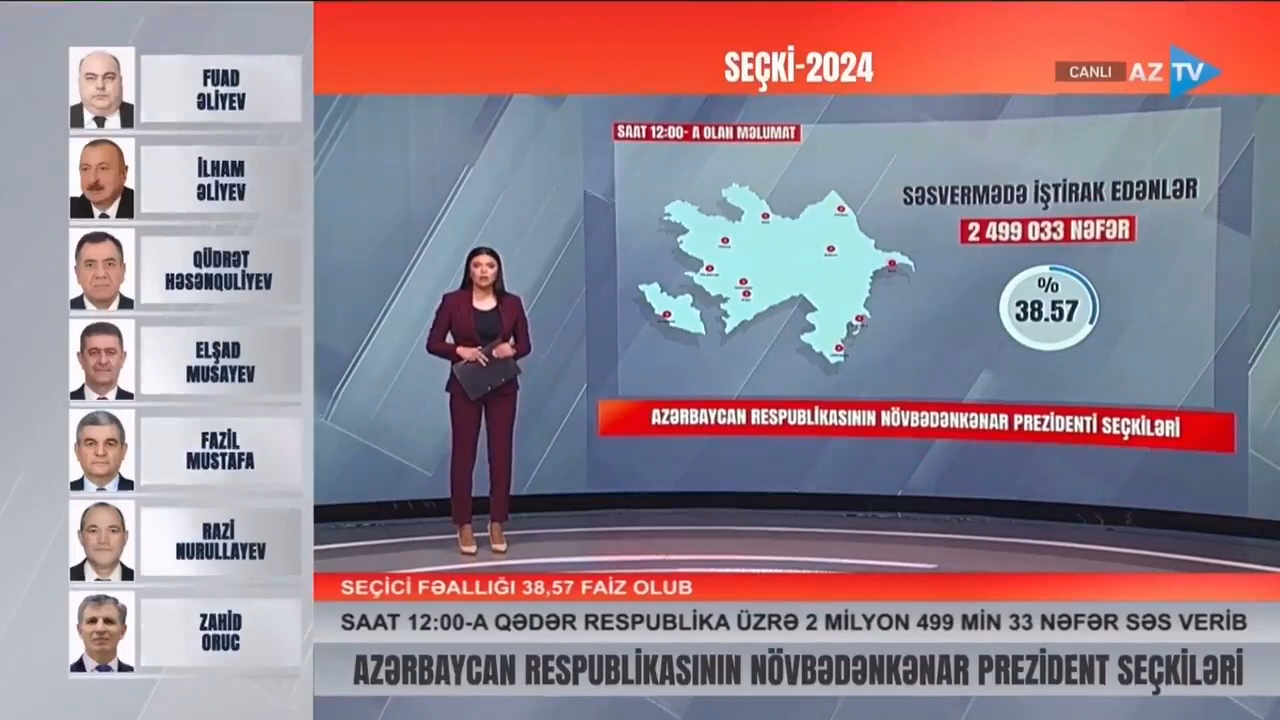 FUAD
ƏLİYEV
İLHAM
ƏLİYEV
QÜDRƏT
HƏSƏNQULİYEV
ELŞAD
MUSAYEV
FAZİL
MUSTAFA
RAZİ
NURULLAYEV
ZAHİD
ORUC
SEÇKİ-2024
CANLI AZTV
SAAT 12:00- A OLAN MƏLUMAT
SƏSVERMƏDƏ İŞTİRAK EDƏNLƏR
2 499 033 NƏFƏR
%
38.57
AZƏRBAYCAN RESPUBLİKASININ NÖVBƏDƏNKƏNAR PREZİDENTİ SEÇKİLƏRİ
SEÇİCİ FƏALLIĞI 38,57 FAİZ OLUB
SAAT 12:00-A QƏDƏR RESPUBLİKA ÜZRƏ 2 MİLYON 499 MİN 33 NƏFƏR SƏS VERİB
AZƏRBAYCAN RESPUBLİKASININ NÖVBƏDƏNKƏNAR PREZİDENT SEÇKİLƏRİ